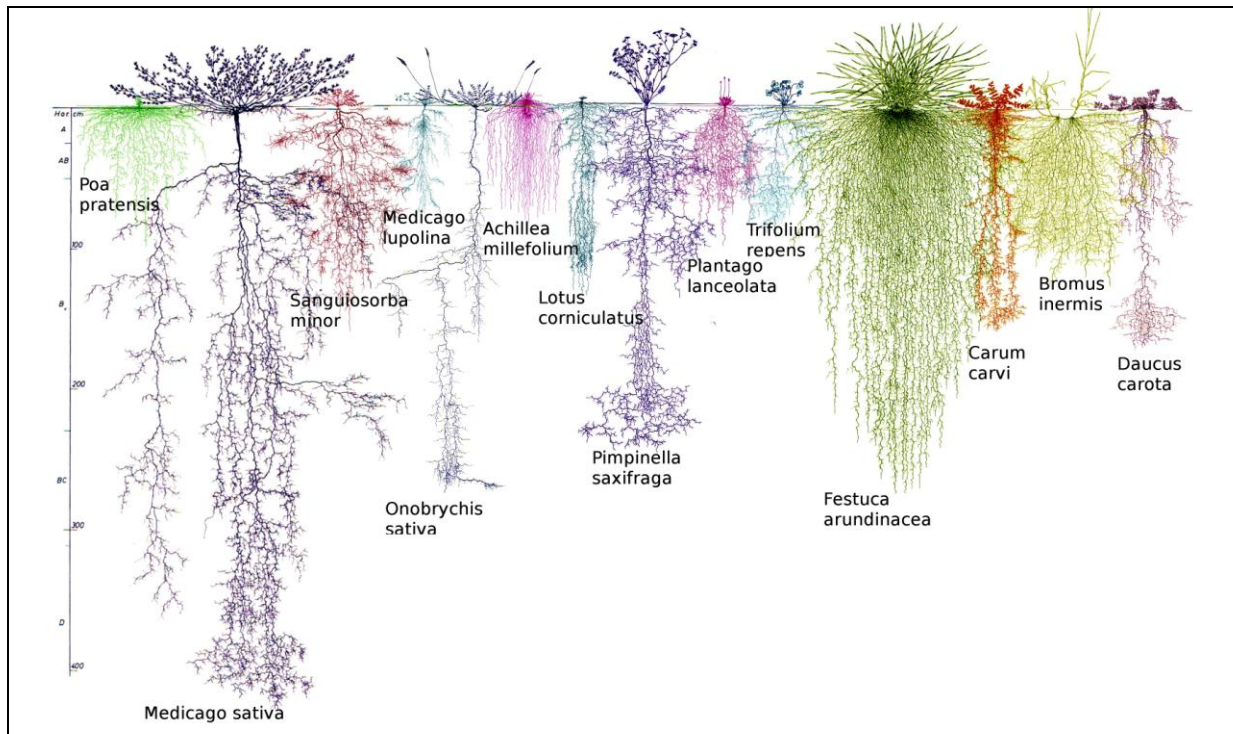 Hor. cm
A
AB
100
B
200
BC
300
D
400
Poa
pratensis
Medicago sativa
Sanguiosorba
minor
Medicago
lupolina
Onobrychis
sativa
Achillea
millefolium
Lotus
corniculatus
Pimpinella
saxifraga
Plantago
lanceolata
Trifolium
repens
Festuca
arundinacea
Carum
carvi
Bromus
inermis
Daucus
carota